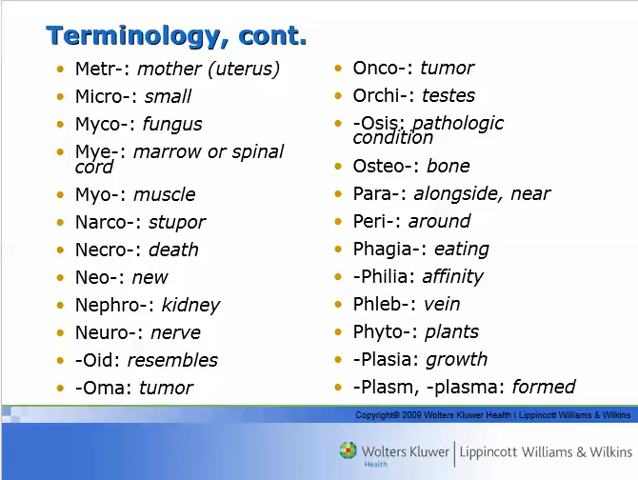 Terminology, cont.
• Metr-: mother (uterus)
• Micro-: small
• Myco-: fungus
• Mye-: marrow or spinal
cord
• Myo-: muscle
• Narco-: stupor
• Necro-: death
• Neo-: new
• Nephro-: kidney
• Neuro-: nerve
• -Oid: resembles
• -Oma: tumor
• Onco-: tumor
• Orchi-: testes
• -Osis: pathologic
condition
• Osteo-: bone
• Para-: alongside, near
• Peri-: around
• Phagia-: eating
• -Philia: affinity
• Phleb-: vein
• Phyto-: plants
• -Plasia: growth
• -Plasm, -plasma: formed
Copyright© 2009 Wolters Kluwer Health | Lippincott Williams & Wilkins
Wolters Kluwer | Lippincott Williams & Wilkins
Health